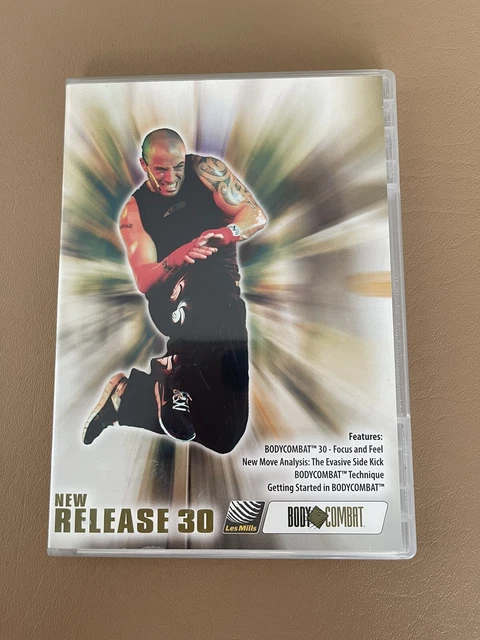 Features:
BODYCOMBAT™ 30 - Focus and Feel
New Move Analysis: The Evasive Side Kick
BODYCOMBAT™ Technique
Getting Started in BODYCOMBAT™
NEW
RELEASE 30
Les Mills
BODY COMBAT™